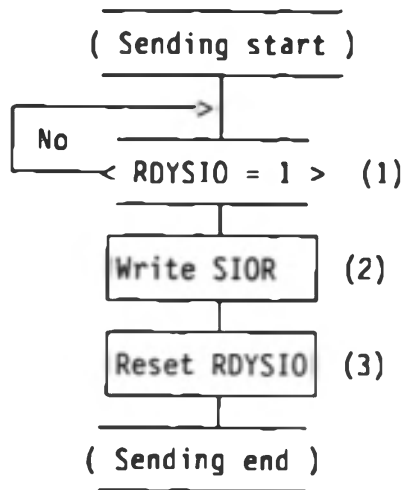 ( Sending start )
No
< RDYSIO = 1 > (1)
Write SIOR (2)
Reset RDYSIO (3)
( Sending end )